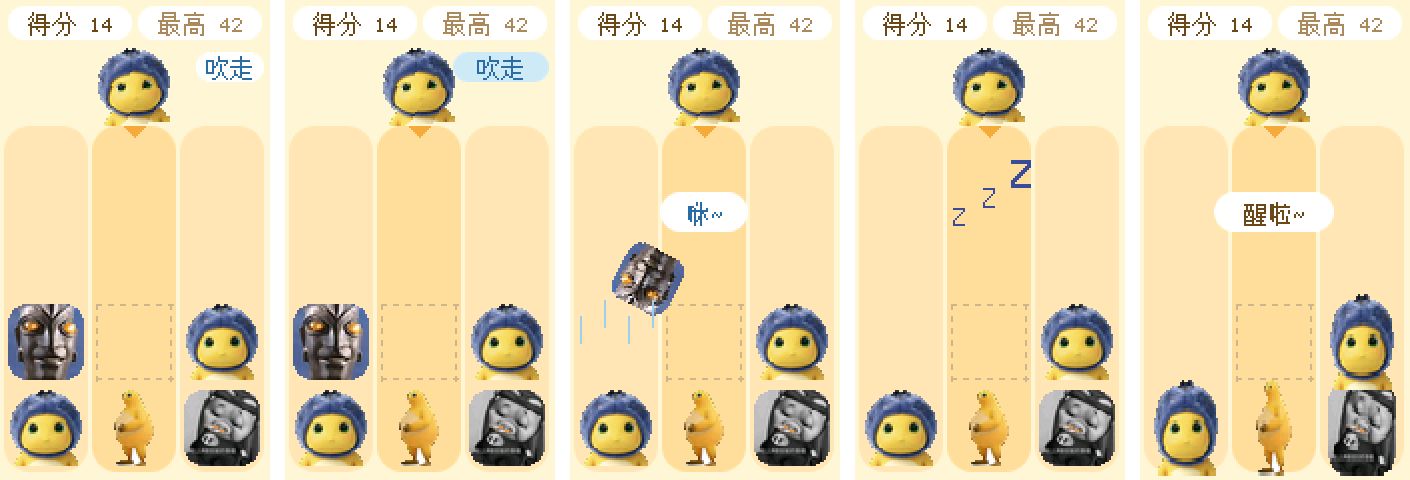 得分 14 最高 42
吹走
得分 14 最高 42
吹走
得分 14 最高 42
咻~
得分 14 最高 42
z z Z
得分 14 最高 42
醒啦~